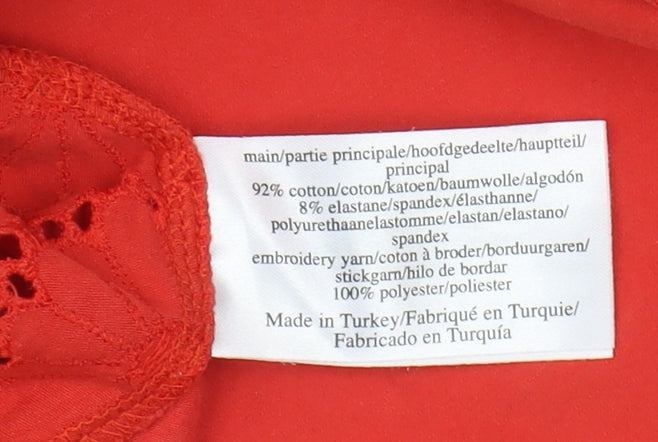 main/partie principale/hoofdgedeelte/hauptteil/
principal
92% cotton/coton/katoen/baumwolle/algodón
8% elastane/spandex/élasthanne/
polyurethaanelastomme/elastan/elastano/
spandex
embroidery yarn/coton à broder/borduurgaren/
stickgarn/hilo de bordar
100% polyester/poliester
Made in Turkey/Fabriqué en Turquie/
Fabricado en Turquía